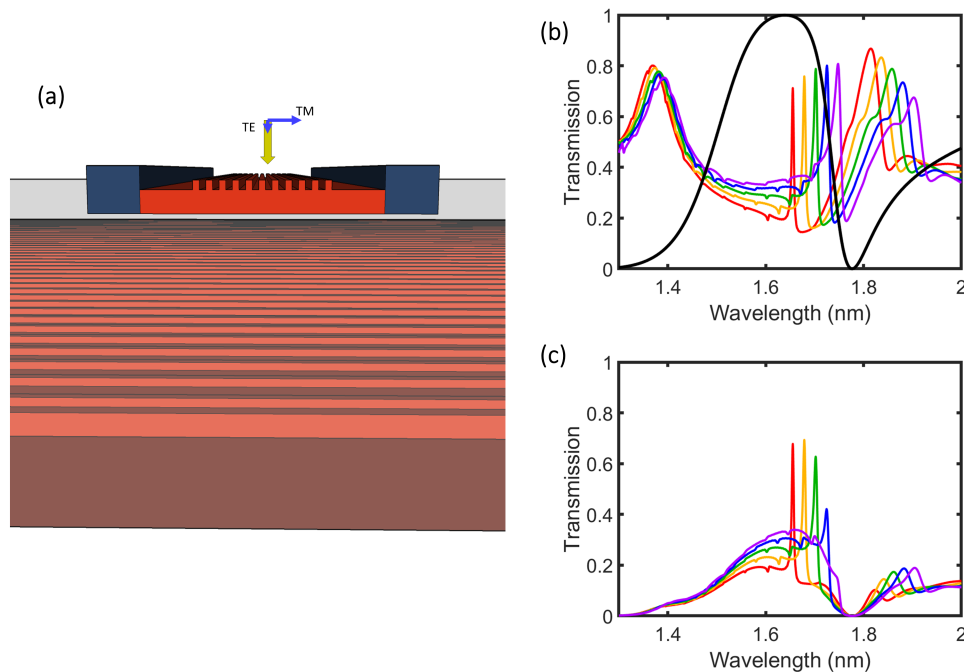 (a)
TE
TM
(b)
1
0.8
0.6
0.4
0.2
0
Transmission
1.4
1.6
1.8
2
Wavelength (nm)
(c)
1
0.8
0.6
0.4
0.2
0
Transmission
1.4
1.6
1.8
2
Wavelength (nm)